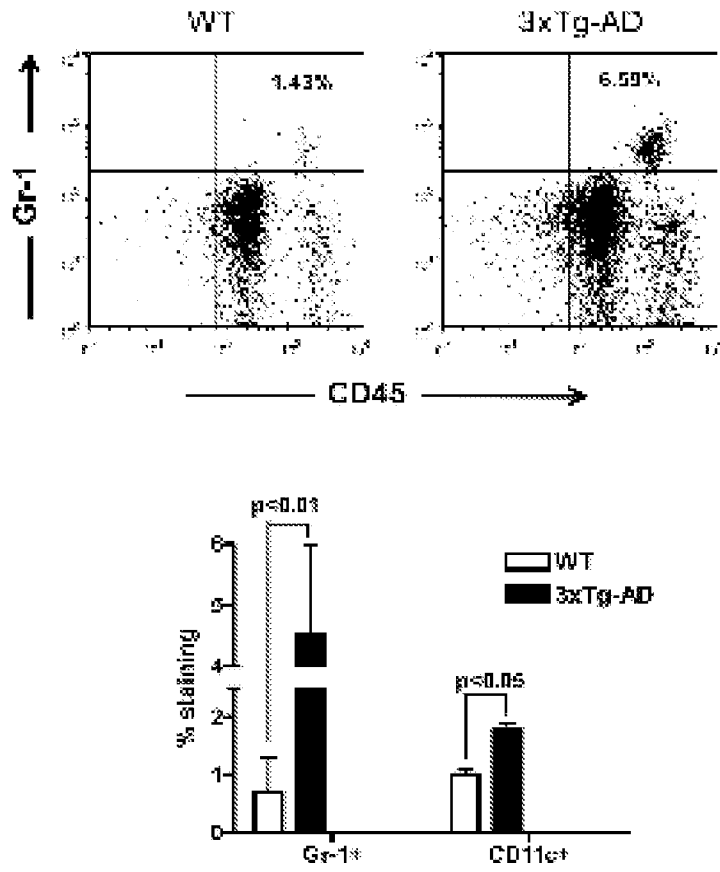 WT
3xTg-AD
1.43%
6.59%
Gr-1
CD45
p<0.01
6
5
4
2
1
0
% staining
WT
3xTg-AD
p<0.05
Gr-1+
CD11c+